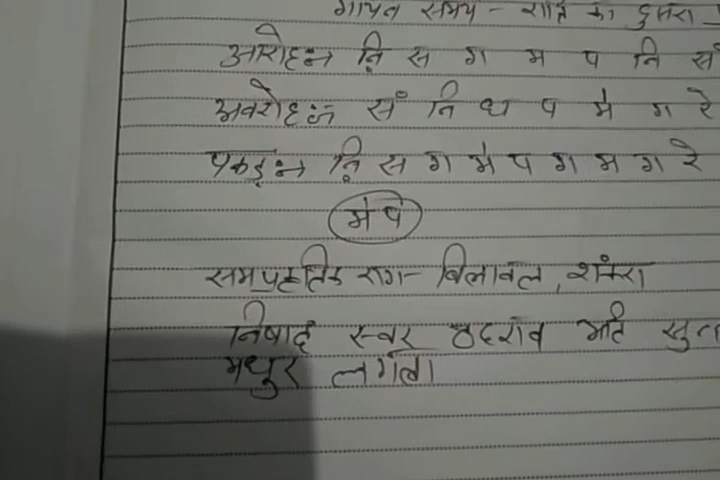 गायन समय - रात्रि का दुसरा
आरोहन नि़ स ग म प नि सं
अवरोहन सं नि ध प मे ग रे
पकड़न नि़ स ग मे प ग म ग रे
मे पे
समप्रकृतिक राग- बिलावल, शंकरा
निषाद स्वर ठहराव अति
मधुर लगता